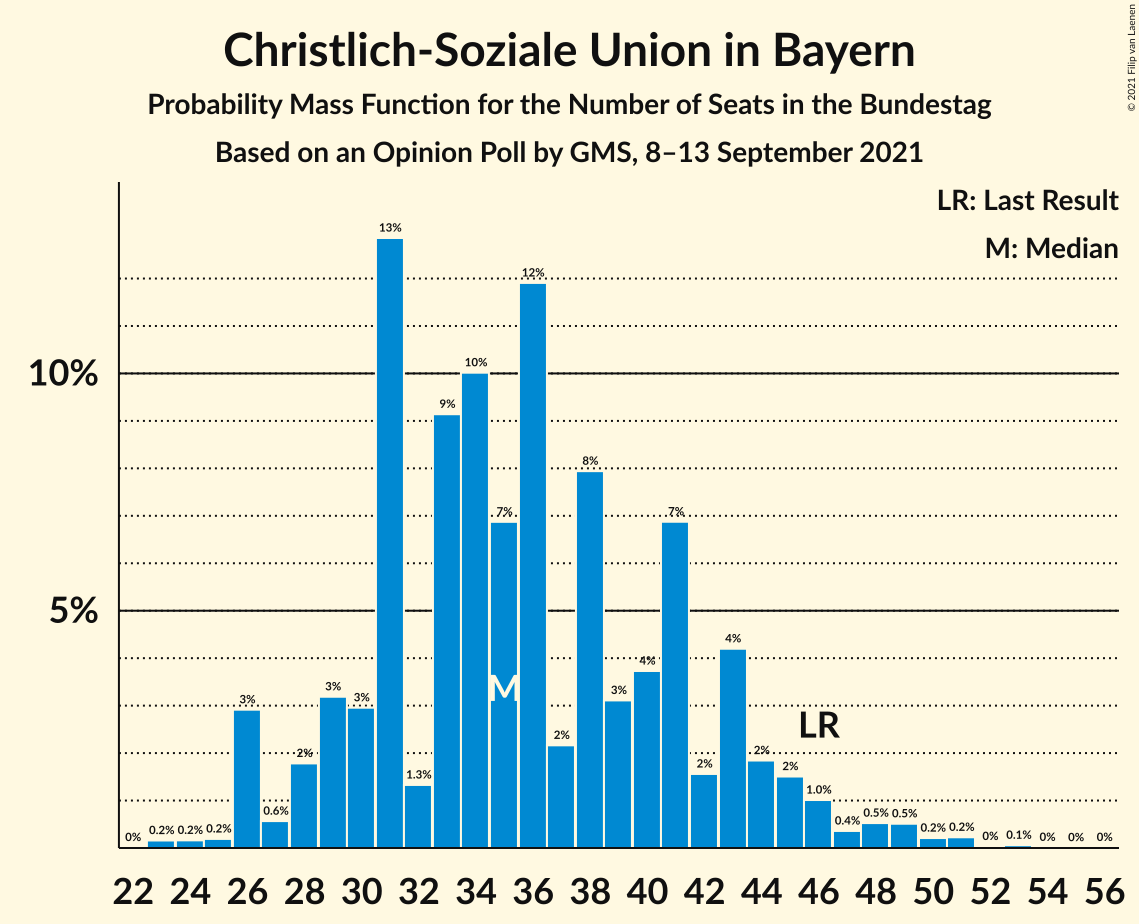 Christlich-Soziale Union in Bayern
Probability Mass Function for the Number of Seats in the Bundestag
Based on an Opinion Poll by GMS, 8–13 September 2021
© 2021 Filip van Laenen
LR: Last Result
M: Median
10%
5%
0% 0.2% 0.2% 0.2% 3% 0.6% 2% 3% 3% 13% 1.3% 9% 10% 7% 12% 2% 8% 3% 4% 7% 2% 4% 2% 2% 1.0% 0.4% 0.5% 0.5% 0.2% 0.2% 0% 0.1% 0% 0% 0%
M
LR
22 24 26 28 30 32 34 36 38 40 42 44 46 48 50 52 54 56